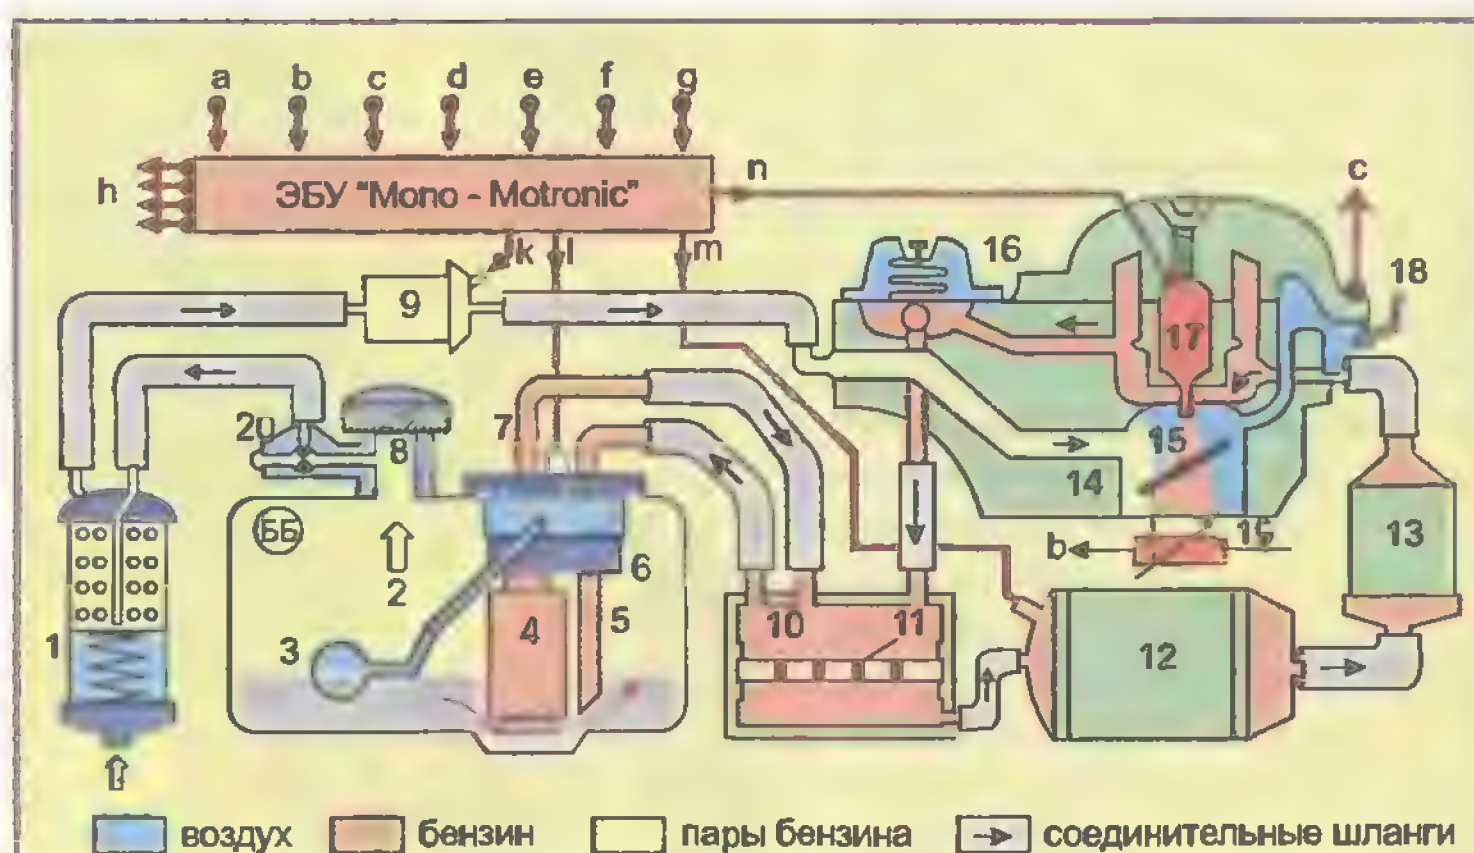 a b c d e f g
h ЭБУ "Mono - Motronic" n c
k l m 16 18
9 17
20 8 7 15
14
ББ 2 6 b 15 13
1 3 4 5 10 11 12
воздух бензин пары бензина соединительные шланги